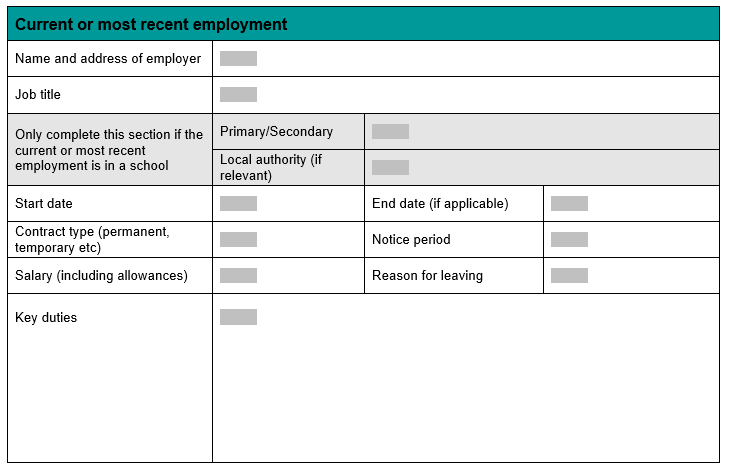 Current or most recent employment
Name and address of employer
Job title
Only complete this section if the
current or most recent
employment is in a school
Primary/Secondary
Local authority (if
relevant)
Start date
End date (if applicable)
Contract type (permanent,
temporary etc)
Notice period
Salary (including allowances)
Reason for leaving
Key duties